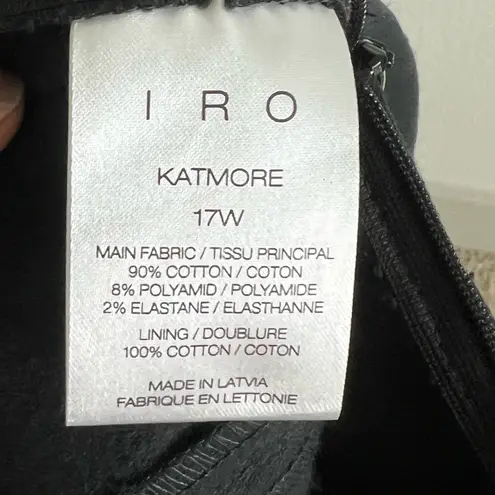 IRO
KATMORE
17W
MAIN FABRIC / TISSU PRINCIPAL
90% COTTON / COTON
8% POLYAMID / POLYAMIDE
2% ELASTANE / ELASTHANNE
LINING / DOUBLURE
100% COTTON / COTON
MADE IN LATVIA
FABRIQUE EN LETTONIE